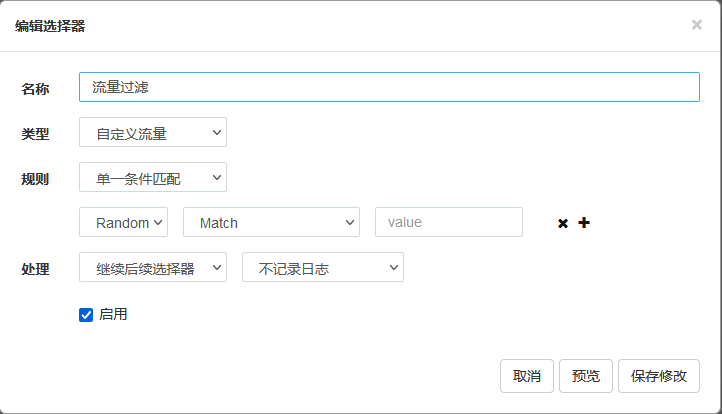 编辑选择器 ×
名称 流量过滤
类型 自定义流量
规则 单一条件匹配
Random Match value
处理 继续后续选择器 不记录日志
启用
取消 预览 保存修改